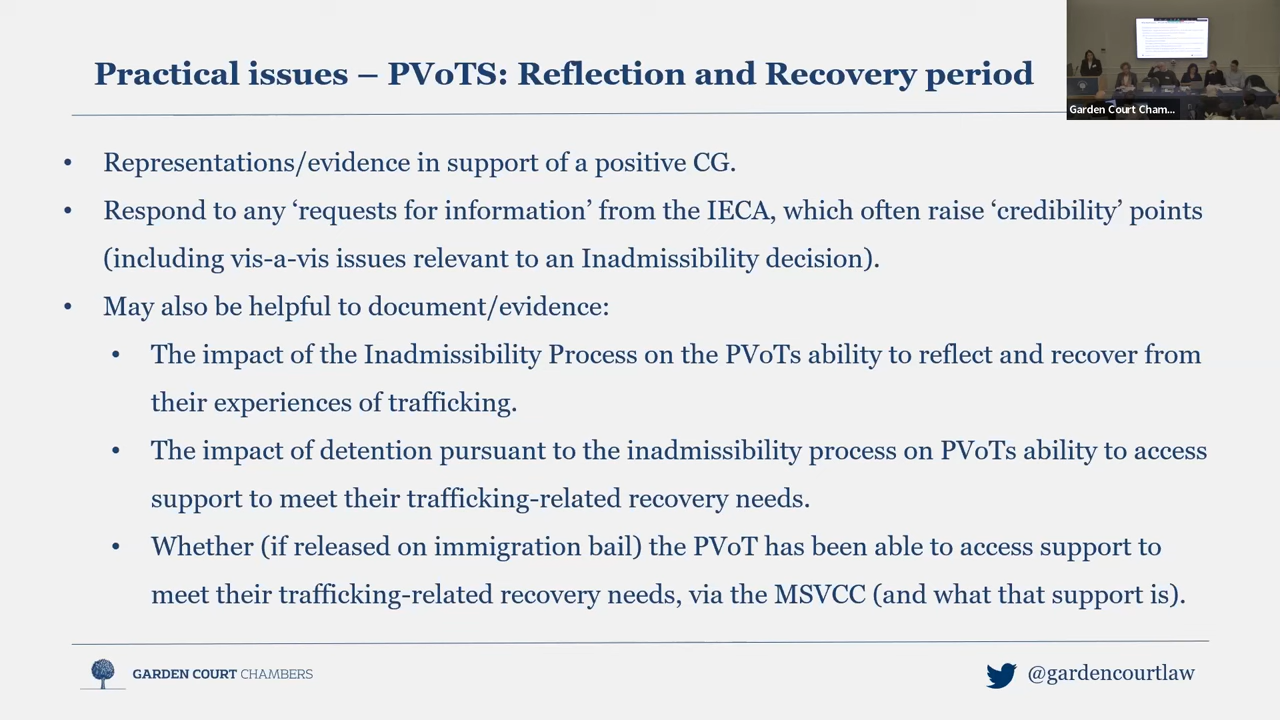 Practical issues – PVoTS: Reflection and Recovery period
Garden Court Cham...
• Representations/evidence in support of a positive CG.
• Respond to any ‘requests for information’ from the IECA, which often raise ‘credibility’ points
(including vis-a-vis issues relevant to an Inadmissibility decision).
• May also be helpful to document/evidence:
• The impact of the Inadmissibility Process on the PVoTs ability to reflect and recover from
their experiences of trafficking.
• The impact of detention pursuant to the inadmissibility process on PVoTs ability to access
support to meet their trafficking-related recovery needs.
• Whether (if released on immigration bail) the PVoT has been able to access support to
meet their trafficking-related recovery needs, via the MSVCC (and what that support is).
GARDEN COURT CHAMBERS
@gardencourtlaw